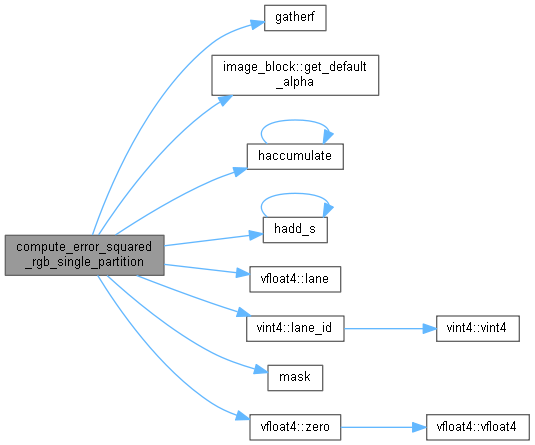 gatherf
image_block::get_default
_alpha
haccumulate
hadd_s
compute_error_squared
_rgb_single_partition
vfloat4::lane
vint4::lane_id
vint4::vint4
mask
vfloat4::zero
vfloat4::vfloat4